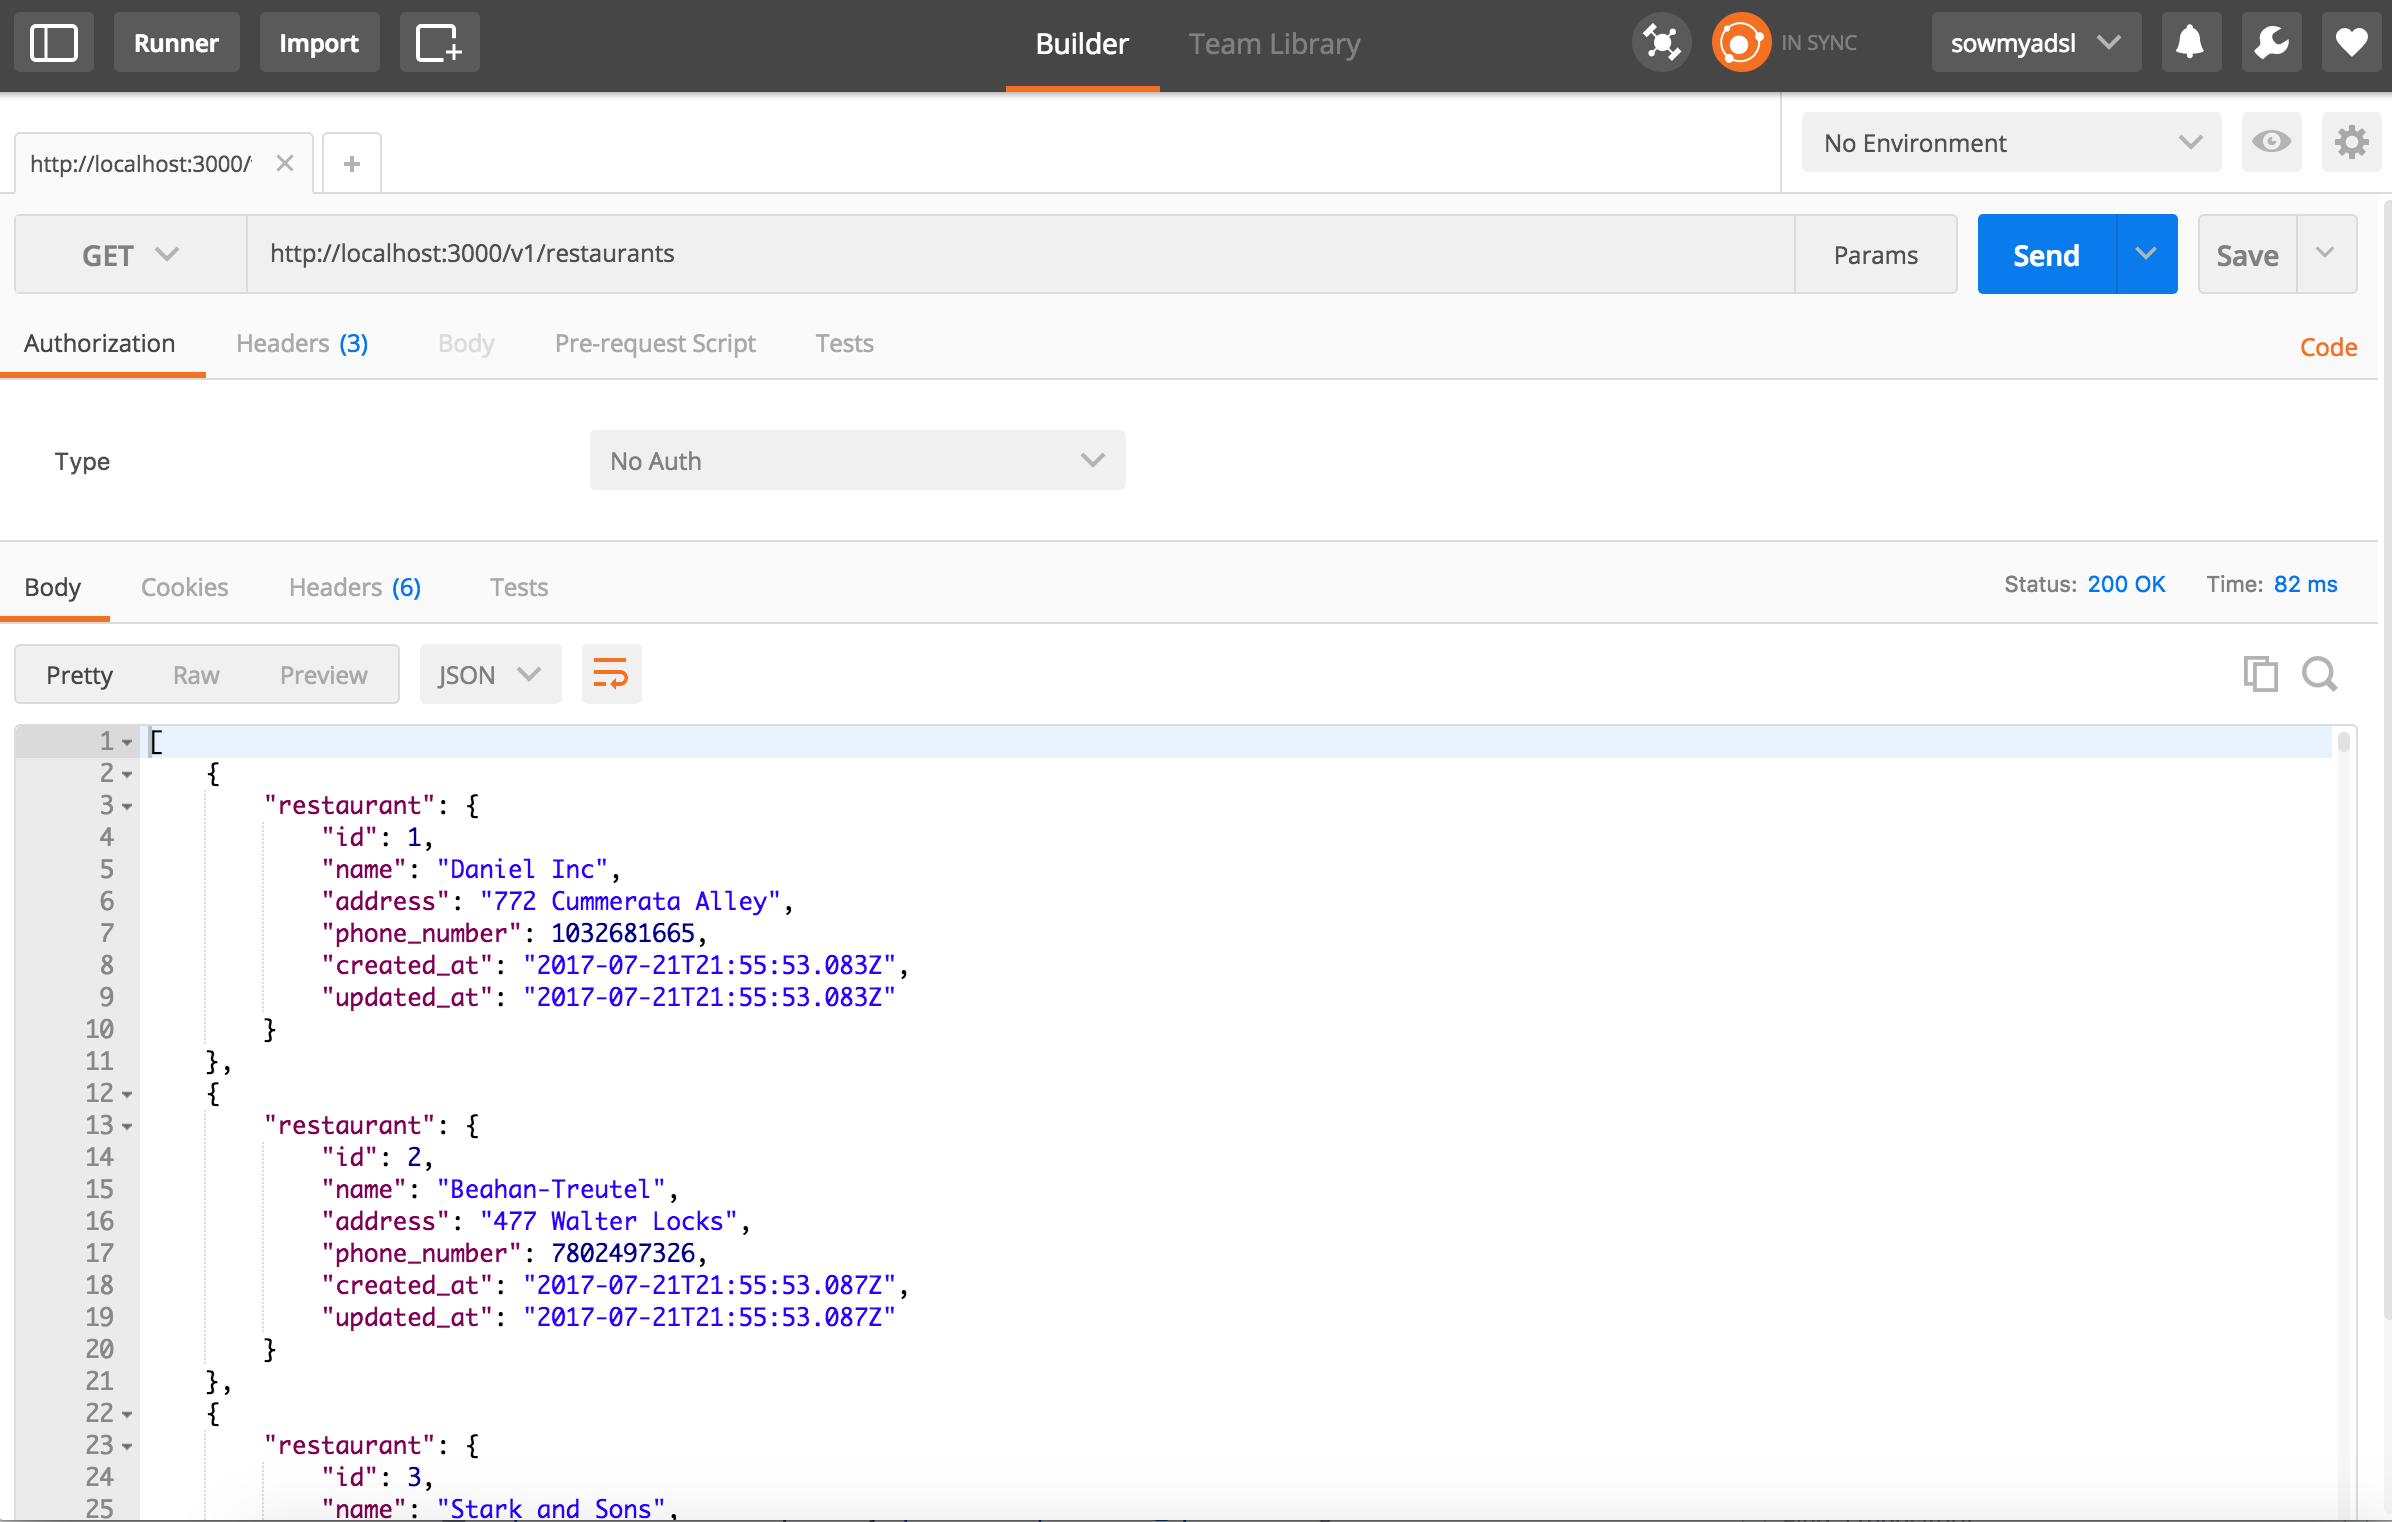 Runner Import Builder Team Library IN SYNC sowmyadsl
http://localhost:3000/ No Environment
GET http://localhost:3000/v1/restaurants Params Send Save
Authorization Headers (3) Body Pre-request Script Tests Code
Type No Auth
Body Cookies Headers (6) Tests Status: 200 OK Time: 82 ms
Pretty Raw Preview JSON
1 [
2 {
3 "restaurant": {
4 "id": 1,
5 "name": "Daniel Inc",
6 "address": "772 Cummerata Alley",
7 "phone_number": 1032681665,
8 "created_at": "2017-07-21T21:55:53.083Z",
9 "updated_at": "2017-07-21T21:55:53.083Z"
10 }
11 },
12 {
13 "restaurant": {
14 "id": 2,
15 "name": "Beahan-Treutel",
16 "address": "477 Walter Locks",
17 "phone_number": 7802497326,
18 "created_at": "2017-07-21T21:55:53.087Z",
19 "updated_at": "2017-07-21T21:55:53.087Z"
20 }
21 },
22 {
23 "restaurant": {
24 "id": 3,
25 "name": "Stark and Sons",